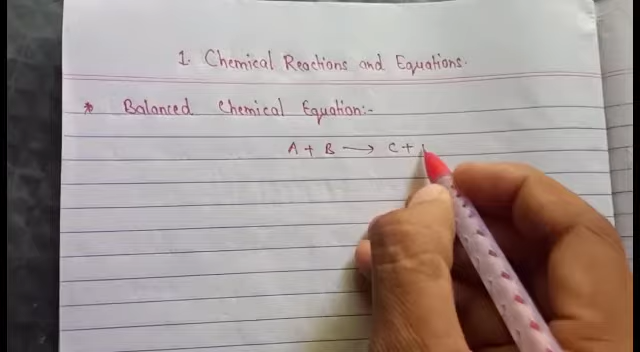 1. Chemical Reactions and Equations.
* Balanced Chemical Equation:-
A + B → C +